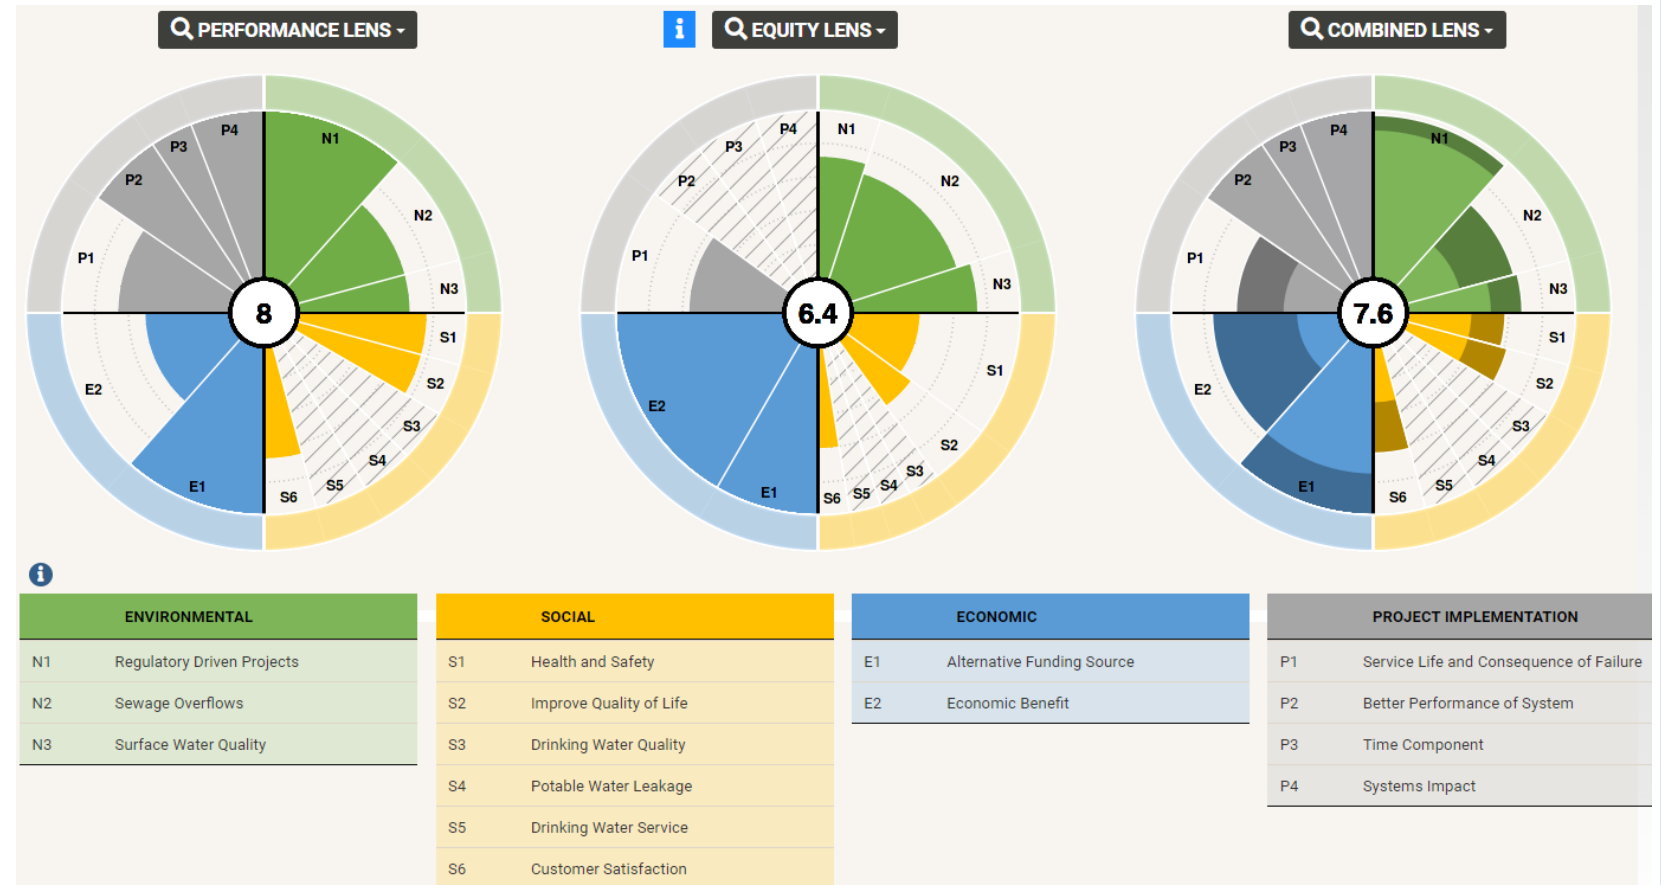 PERFORMANCE LENS
i
EQUITY LENS
COMBINED LENS
P4
N1
P3
P2
N2
P1
N3
8
S1
E2
S2
S3
S4
E1
S5
S6
P4
N1
P3
P2
N2
P1
N3
6.4
S1
E2
S2
S3
S4
E1
S5
S6
P4
N1
P3
P2
N2
P1
N3
7.6
S1
E2
S2
S3
S4
E1
S5
S6
i
ENVIRONMENTAL
N1 Regulatory Driven Projects
N2 Sewage Overflows
N3 Surface Water Quality
SOCIAL
S1 Health and Safety
S2 Improve Quality of Life
S3 Drinking Water Quality
S4 Potable Water Leakage
S5 Drinking Water Service
S6 Customer Satisfaction
ECONOMIC
E1 Alternative Funding Source
E2 Economic Benefit
PROJECT IMPLEMENTATION
P1 Service Life and Consequence of Failure
P2 Better Performance of System
P3 Time Component
P4 Systems Impact